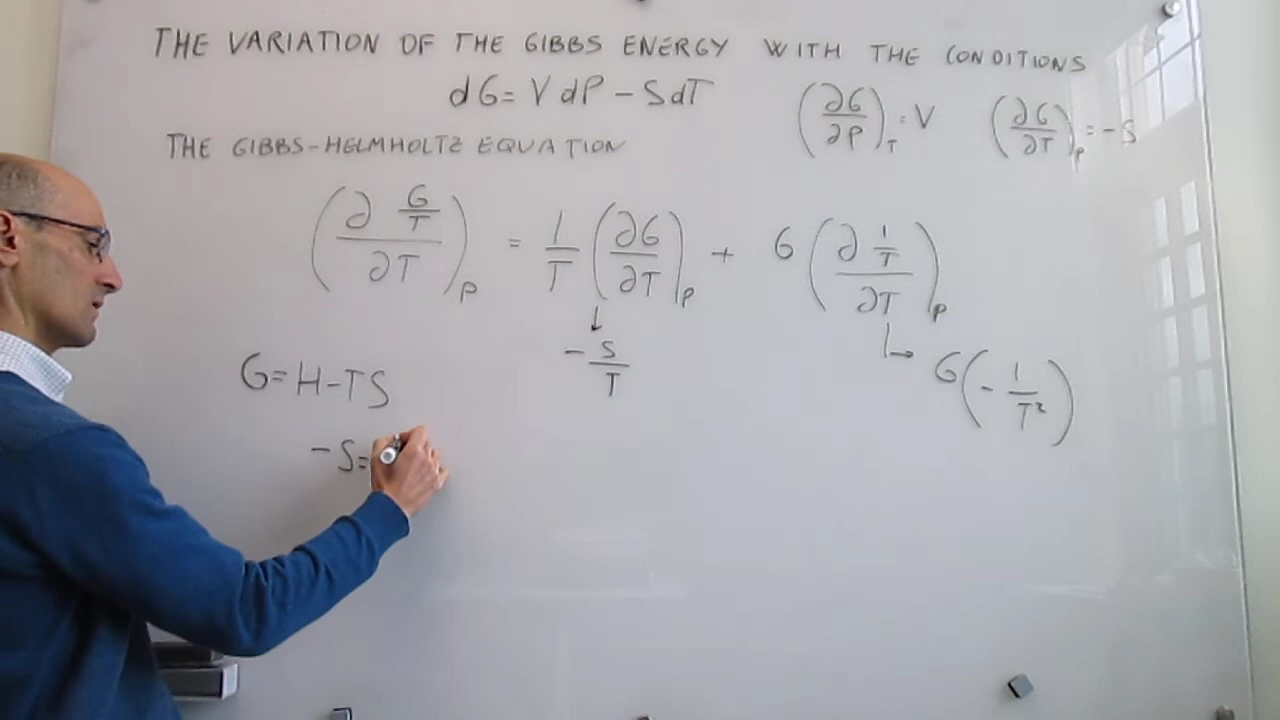 THE VARIATION OF THE GIBBS ENERGY WITH THE CONDITIONS
dG = V dP - S dT (∂G/∂P)_T = V (∂G/∂T)_P = -S
THE GIBBS-HELMHOLTZ EQUATION
(∂ G/T / ∂T)_P = 1/T (∂G/∂T)_P + G (∂ 1/T / ∂T)_P
↓ - S/T
↳ G(- 1/T²)
G = H - TS
- S =